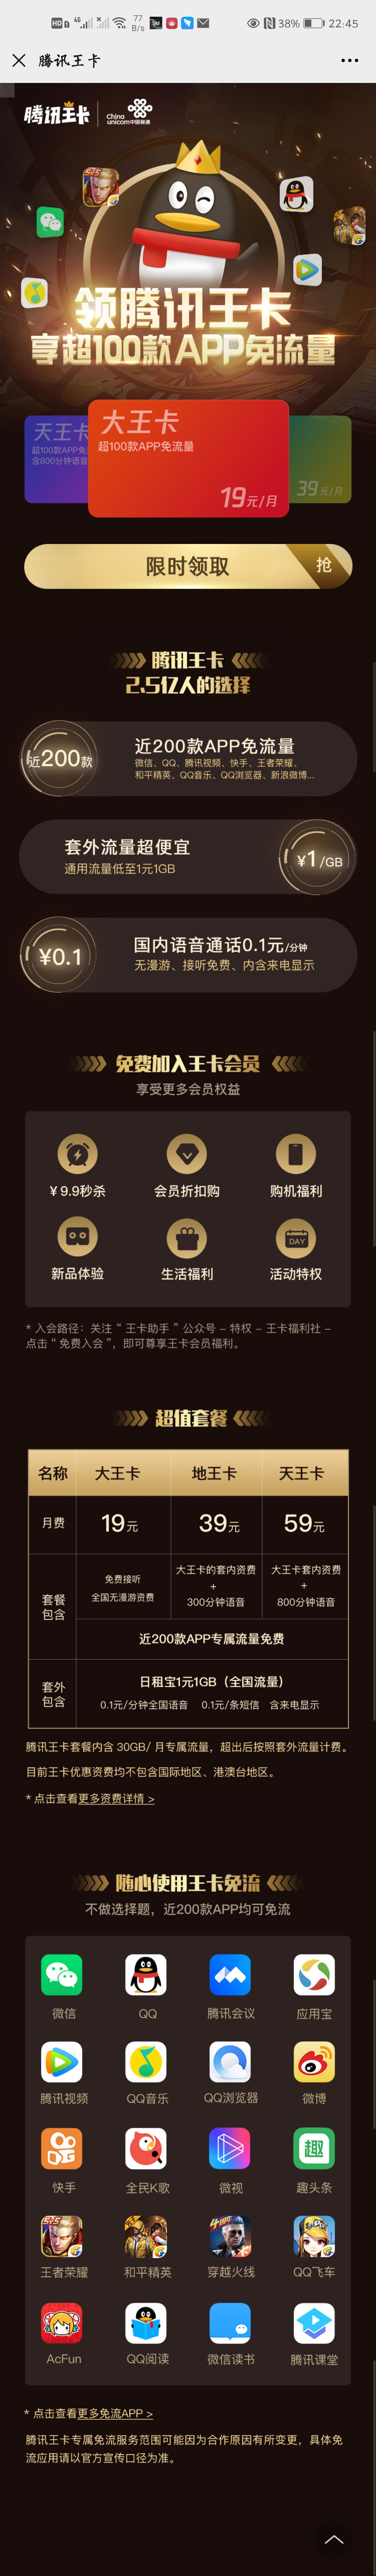 77 B/s
38%
22:45
腾讯王卡
腾讯王卡
China unicom中国联通
领腾讯王卡
享超100款APP免流量
天王卡
超100款APP免
含800分钟语音
大王卡
超100款APP免流量
19元/月
39元/月
限时领取
抢
腾讯王卡
2.5亿人的选择
近200款
近200款APP免流量
微信、QQ、腾讯视频、快手、王者荣耀、
和平精英、QQ音乐、QQ浏览器、新浪微博...
套外流量超便宜
通用流量低至1元1GB
¥1/GB
¥0.1
国内语音通话0.1元/分钟
无漫游、接听免费、内含来电显示
免费加入王卡会员
享受更多会员权益
¥9.9秒杀
会员折扣购
购机福利
新品体验
生活福利
DAY
活动特权
* 入会路径：关注 “ 王卡助手 ” 公众号 – 特权 – 王卡福利社 –
点击 “ 免费入会 ”，即可尊享王卡会员福利。
超值套餐
名称 大王卡 地王卡 天王卡
月费 19元 39元 59元
套餐包含
免费接听
全国无漫游资费
大王卡的套内资费
+
300分钟语音
大王卡套内资费
+
800分钟语音
近200款APP专属流量免费
套外包含
日租宝1元1GB（全国流量）
0.1元/分钟全国语音 0.1元/条短信 含来电显示
腾讯王卡套餐内含 30GB/ 月专属流量，超出后按照套外流量计费。
目前王卡优惠资费均不包含国际地区、港澳台地区。
* 点击查看更多资费详情 >
随心使用王卡免流
不做选择题，近200款APP均可免流
微信
QQ
腾讯会议
应用宝
腾讯视频
QQ音乐
QQ浏览器
微博
快手
全民K歌
微视
趣
趣头条
王者荣耀
和平精英
穿越火线
QQ飞车
AcFun
QQ阅读
微信读书
腾讯课堂
* 点击查看更多免流APP >
腾讯王卡专属免流服务范围可能因为合作原因有所变更，具体免
流应用请以官方宣传口径为准。